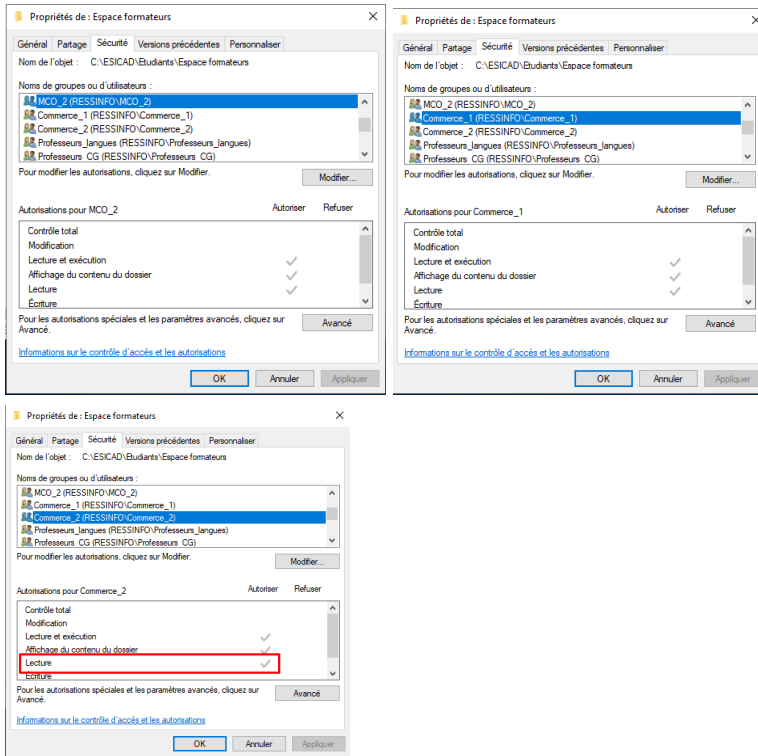 Propriétés de : Espace formateurs
Général Partage Sécurité Versions précédentes Personnaliser
Nom de l'objet : C:\ESICAD\Etudiants\Espace formateurs
Noms de groupes ou d'utilisateurs :
MCO_2 (RESSINFO\MCO_2)
Commerce_1 (RESSINFO\Commerce_1)
Commerce_2 (RESSINFO\Commerce_2)
Professeurs_langues (RESSINFO\Professeurs_langues)
Professeurs_CG (RESSINFO\Professeurs_CG)
Pour modifier les autorisations, cliquez sur Modifier.
Modifier...
Autorisations pour MCO_2 Autoriser Refuser
Contrôle total
Modification
Lecture et exécution
Affichage du contenu du dossier
Lecture
Écriture
Pour les autorisations spéciales et les paramètres avancés, cliquez sur
Avancé.
Avancé
Informations sur le contrôle d'accès et les autorisations
OK Annuler Appliquer
Propriétés de : Espace formateurs
Général Partage Sécurité Versions précédentes Personnaliser
Nom de l'objet : C:\ESICAD\Etudiants\Espace formateurs
Noms de groupes ou d'utilisateurs :
MCO_2 (RESSINFO\MCO_2)
Commerce_1 (RESSINFO\Commerce_1)
Commerce_2 (RESSINFO\Commerce_2)
Professeurs_langues (RESSINFO\Professeurs_langues)
Professeurs_CG (RESSINFO\Professeurs_CG)
Pour modifier les autorisations, cliquez sur Modifier.
Modifier...
Autorisations pour Commerce_1 Autoriser Refuser
Contrôle total
Modification
Lecture et exécution
Affichage du contenu du dossier
Lecture
Écriture
Pour les autorisations spéciales et les paramètres avancés, cliquez sur
Avancé.
Avancé
Informations sur le contrôle d'accès et les autorisations
OK Annuler Appliquer
Propriétés de : Espace formateurs
Général Partage Sécurité Versions précédentes Personnaliser
Nom de l'objet : C:\ESICAD\Etudiants\Espace formateurs
Noms de groupes ou d'utilisateurs :
MCO_2 (RESSINFO\MCO_2)
Commerce_1 (RESSINFO\Commerce_1)
Commerce_2 (RESSINFO\Commerce_2)
Professeurs_langues (RESSINFO\Professeurs_langues)
Professeurs_CG (RESSINFO\Professeurs_CG)
Pour modifier les autorisations, cliquez sur Modifier.
Modifier...
Autorisations pour Commerce_2 Autoriser Refuser
Contrôle total
Modification
Lecture et exécution
Affichage du contenu du dossier
Lecture
Écriture
Pour les autorisations spéciales et les paramètres avancés, cliquez sur
Avancé.
Avancé
Informations sur le contrôle d'accès et les autorisations
OK Annuler Appliquer